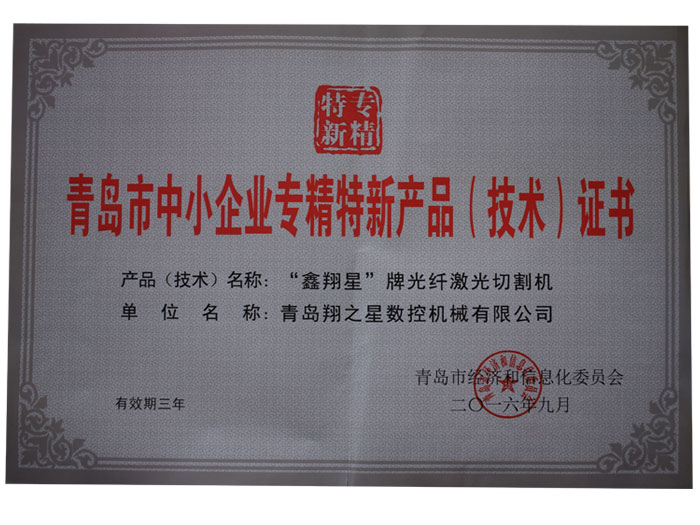 专精
特新
青岛市中小企业专精特新产品（技术）证书
产品（技术）名称：“鑫翔星”牌光纤激光切割机
单位名称：青岛翔之星数控机械有限公司
青岛市经济和信息化委员会
有效期三年
二〇一六年九月